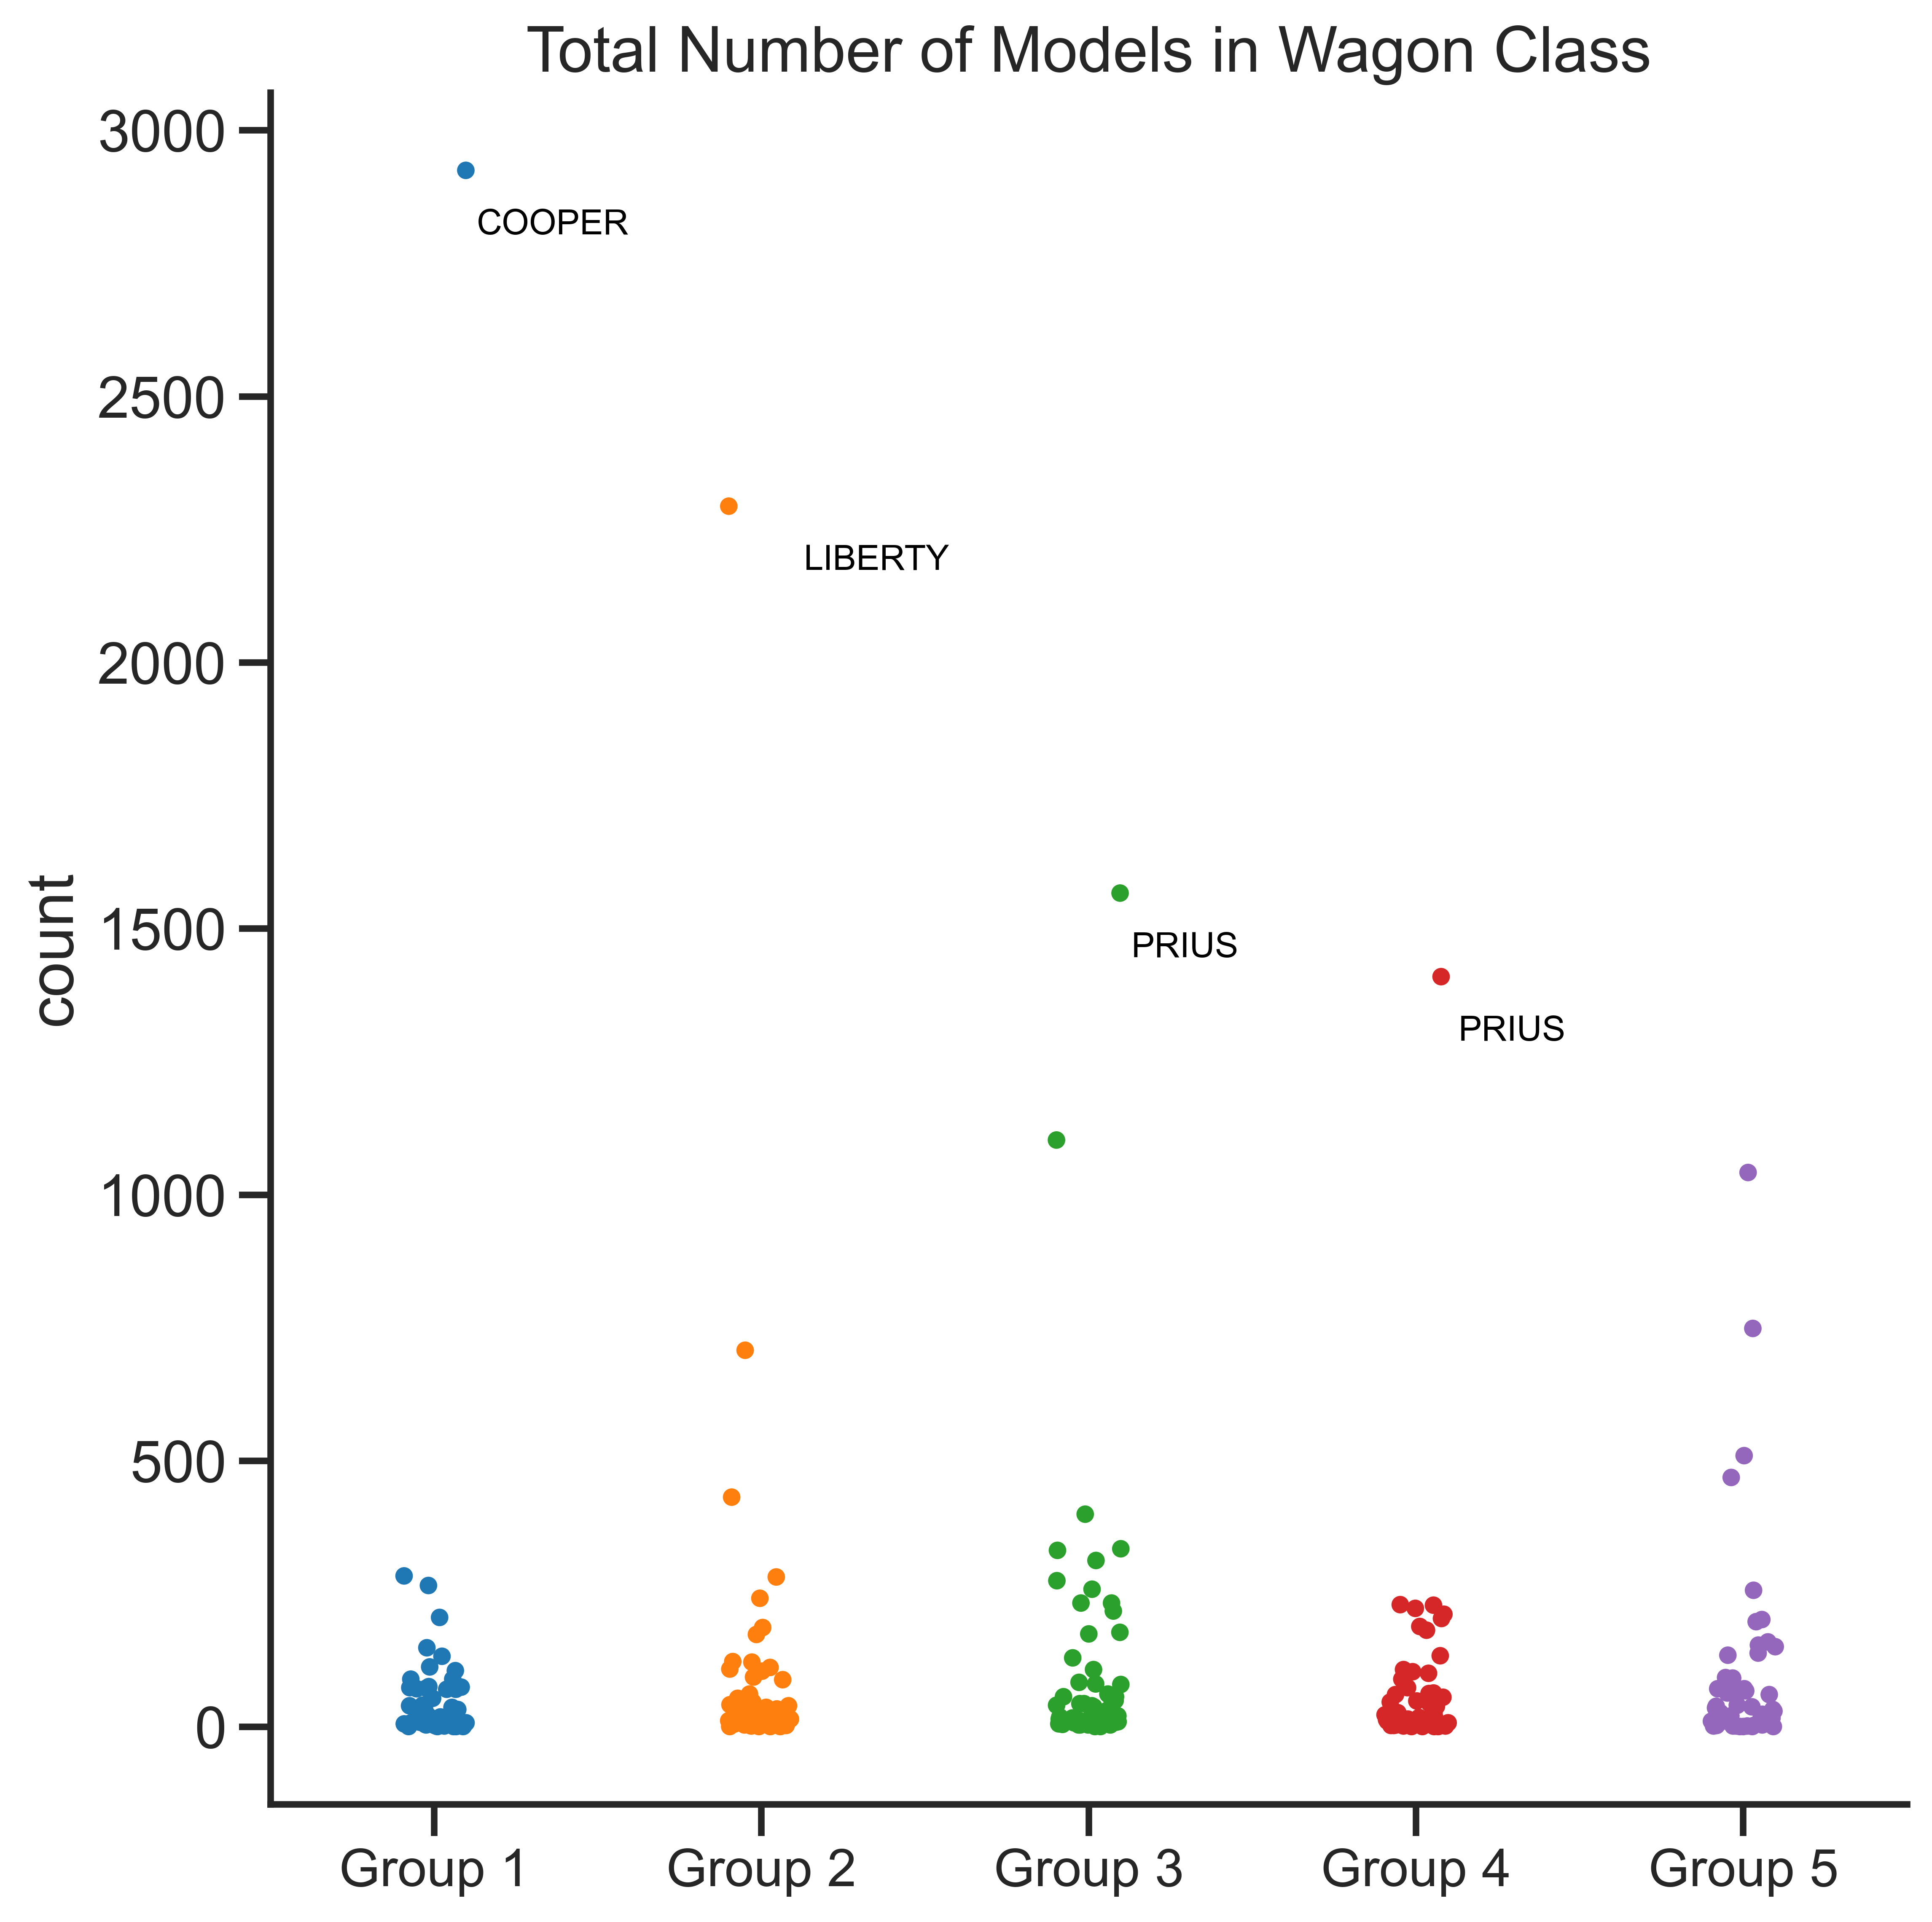 Total Number of Models in Wagon Class
3000
COOPER
2500
LIBERTY
2000
count
1500
PRIUS
PRIUS
1000
500
0
Group 1
Group 2
Group 3
Group 4
Group 5